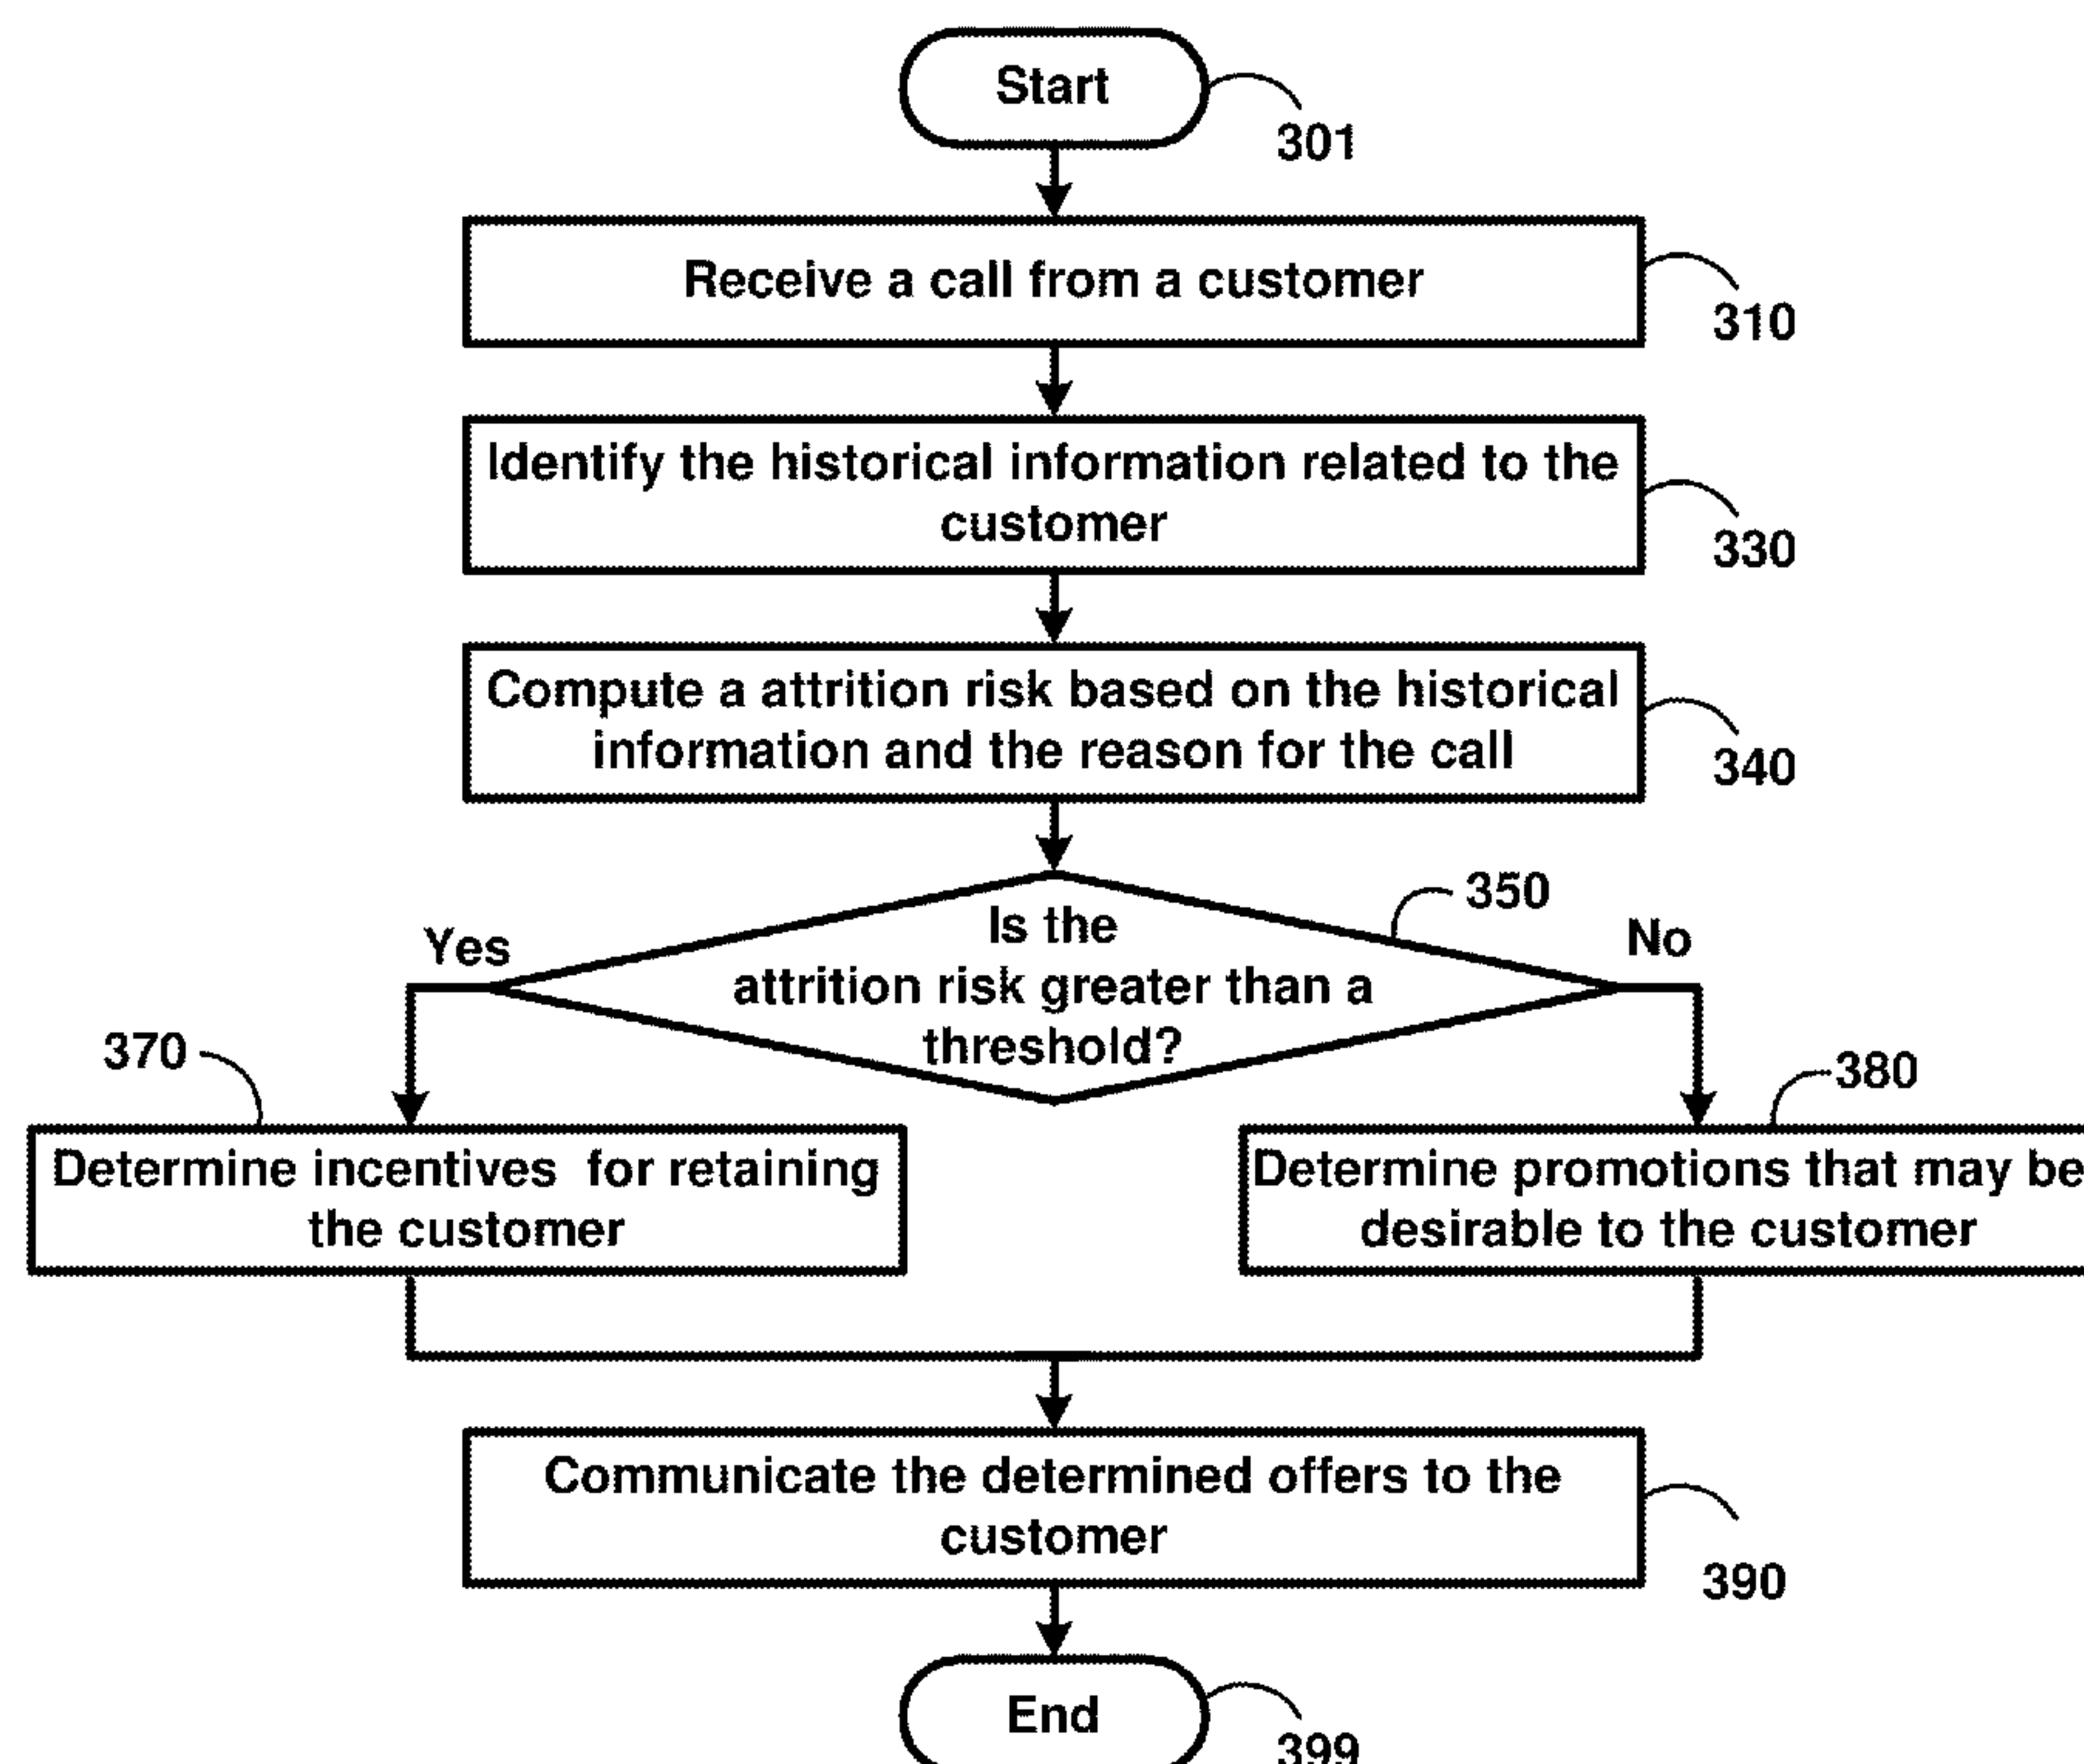 Start
301
Receive a call from a customer
310
Identify the historical information related to the
customer
330
Compute a attrition risk based on the historical
information and the reason for the call
340
350
Yes
No
Is the
attrition risk greater than a
threshold?
370
380
Determine incentives  for retaining
the customer
Determine promotions that may be
desirable to the customer
Communicate the determined offers to the
customer
390
End
399